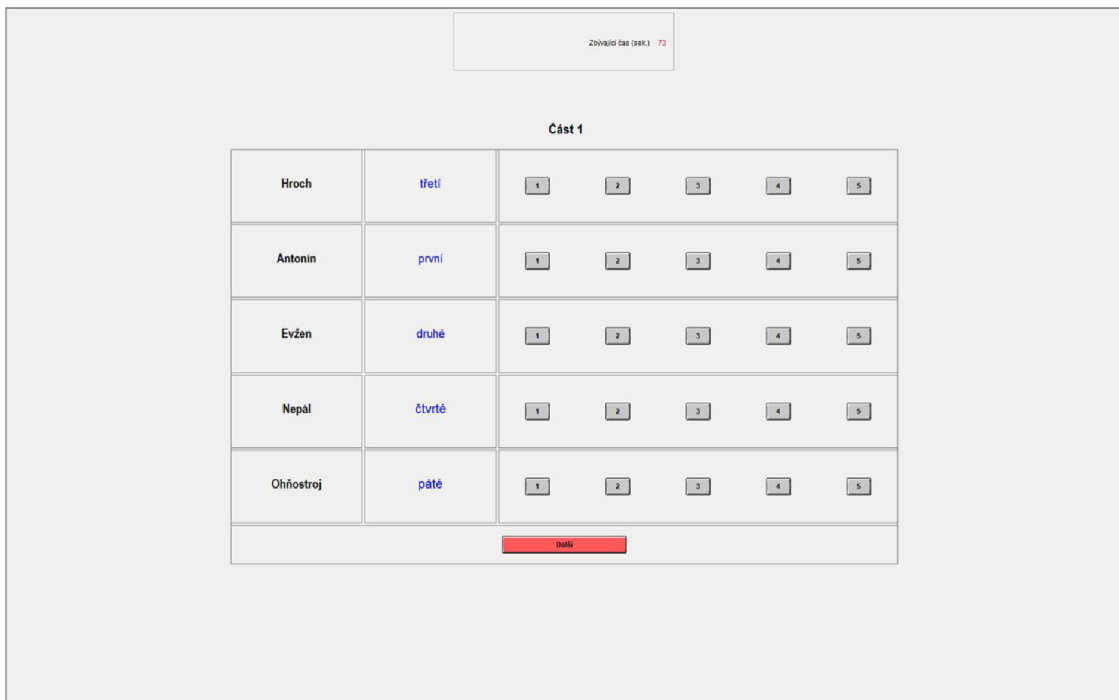 Zbývající čas (sek.) 73
Část 1
Hroch třetí 1 2 3 4 5
Antonín první 1 2 3 4 5
Evžen druhé 1 2 3 4 5
Nepál čtvrté 1 2 3 4 5
Ohňostroj páté 1 2 3 4 5
Další